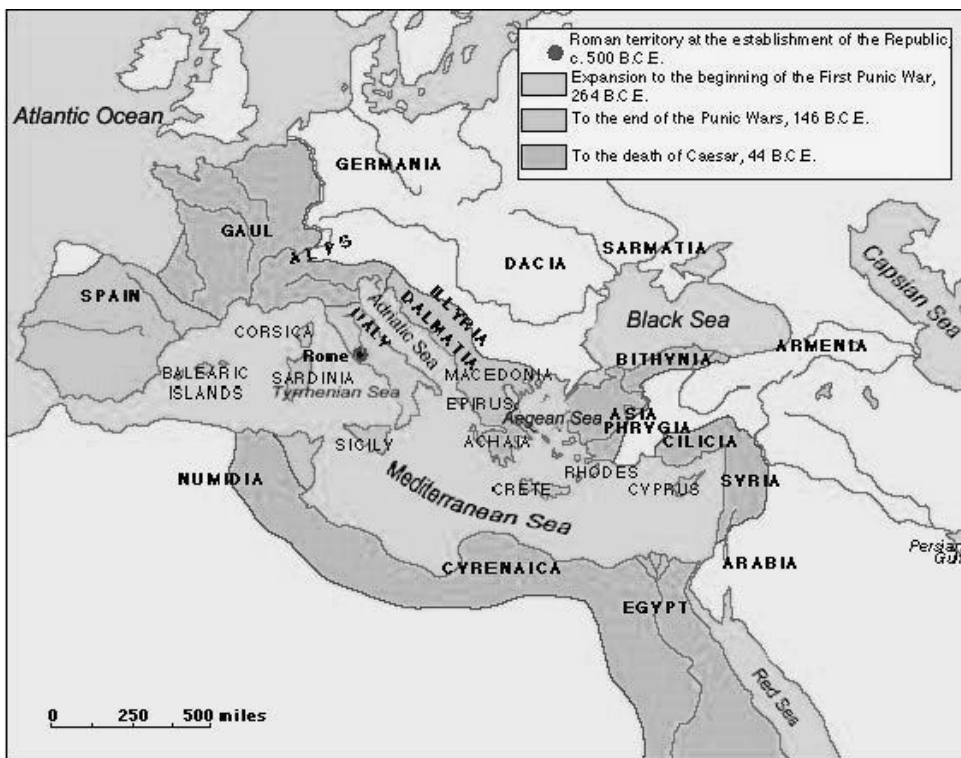 Roman territory at the establishment of the Republic,
c. 500 B.C.E.
Expansion to the beginning of the First Punic War,
264 B.C.E.
To the end of the Punic Wars, 146 B.C.E.
To the death of Caesar, 44 B.C.E.
Atlantic Ocean
GERMANIA
GAUL
ALPS
SARMATIA
DACIA
Capsian Sea
SPAIN
ILLYRIA
DALMATIA
Adriatic Sea
ITALY
CORSICA
Black Sea
ARMENIA
Rome
BITHYNIA
BALEARIC
ISLANDS
SARDINIA
Tyrrhenian Sea
MACEDONIA
EPIRUS
Aegean Sea
ASIA
PHRYGIA
SICILY
ACHAIA
CILICIA
NUMIDIA
Mediterranean Sea
RHODES
CRETE
CYPRUS
SYRIA
Persian
Gulf
CYRENAICA
ARABIA
EGYPT
Red Sea
0 250 500 miles